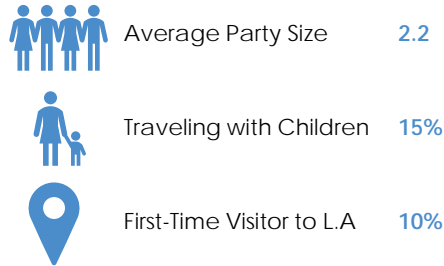 Average Party Size 2.2
Traveling with Children 15%
First-Time Visitor to L.A 10%